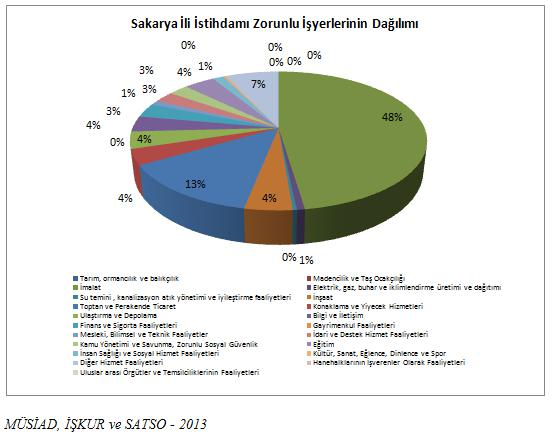 Sakarya İli İstihdamı Zorunlu İşyerlerinin Dağılımı
0%
0%
0%
0%
0%
3%
4%
1%
7%
1%
3%
3%
4%
0%
4%
4%
13%
4%
0%
1%
48%
Tarım, ormancılık ve balıkçılık
Madencilik ve Taş Ocakçılığı
İmalat
Elektrik, gaz, buhar ve iklimlendirme üretimi ve dağıtımı
Su temini , kanalizasyon atık yönetimi ve iyileştirme faaliyetleri
İnşaat
Toptan ve Perakende Ticaret
Konaklama ve Yiyecek Hizmetleri
Ulaştırma ve Depolama
Bilgi ve İletişim
Finans ve Sigorta Faaliyetleri
Gayrimenkul Faaliyetleri
Mesleki, Bilimsel ve Teknik Faaliyetler
İdari ve Destek Hizmet Faaliyetleri
Kamu Yönetimi ve Savunma, Zorunlu Sosyal Güvenlik
Eğitim
İnsan Sağlığı ve Sosyal Hizmet Faaliyetleri
Kültür, Sanat, Eğlence, Dinlence ve Spor
Diğer Hizmet Faaliyetleri
Hanehalklarının İşverenler Olarak Faaliyetleri
Uluslar arası Örgütler ve Temsilciliklerinin Faaliyetleri
MÜSİAD, İŞKUR ve SATSO - 2013